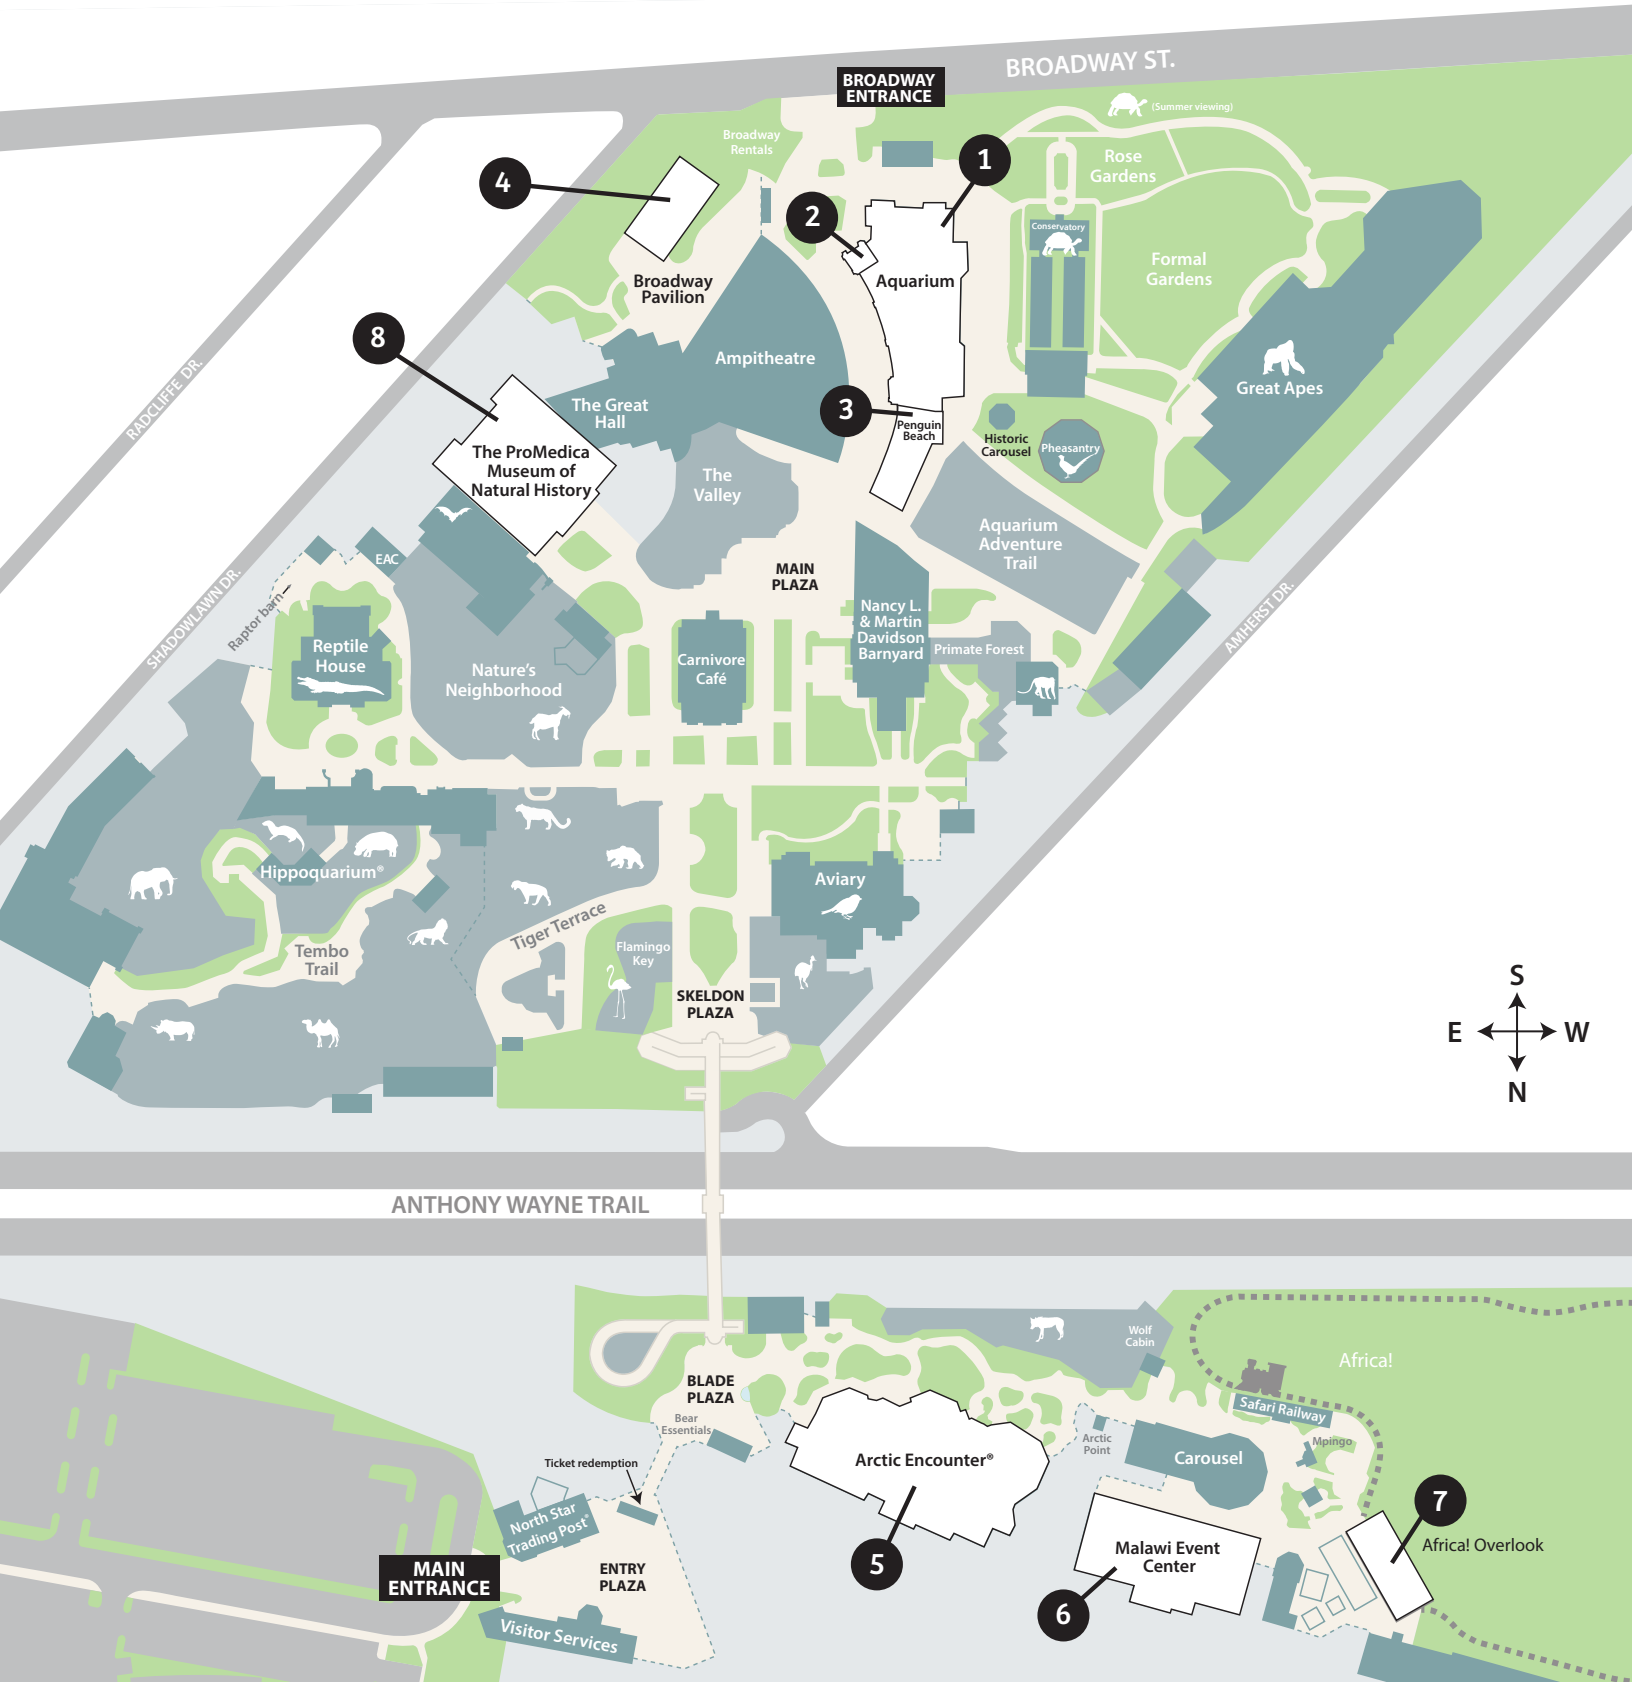 BROADWAY ST.
BROADWAY
ENTRANCE
(Summer viewing)
Broadway
Rentals
1
Rose
Gardens
4
2
Conservatory
Aquarium
Formal
Gardens
Broadway
Pavilion
8
Ampitheatre
RADCLIFFE DR.
Great Apes
The Great
Hall
3
Penguin
Beach
Historic
Carousel
Pheasantry
The ProMedica
Museum of
Natural History
The
Valley
Aquarium
Adventure
Trail
EAC
MAIN
PLAZA
SHADOWLAWN DR.
Raptor barn
AMHERST DR.
Nancy L.
& Martin
Davidson
Barnyard
Primate Forest
Reptile
House
Nature's
Neighborhood
Carnivore
Café
Hippoquarium®
Aviary
Tiger Terrace
Flamingo
Key
Tembo
Trail
SKELDON
PLAZA
S
E
W
N
ANTHONY WAYNE TRAIL
Wolf
Cabin
Africa!
BLADE
PLAZA
Safari Railway
Bear
Essentials
Arctic
Point
Mpingo
Ticket redemption
Arctic Encounter®
Carousel
7
North Star
Trading Post®
Africa! Overlook
MAIN
ENTRANCE
ENTRY
PLAZA
5
Malawi Event
Center
6
Visitor Services